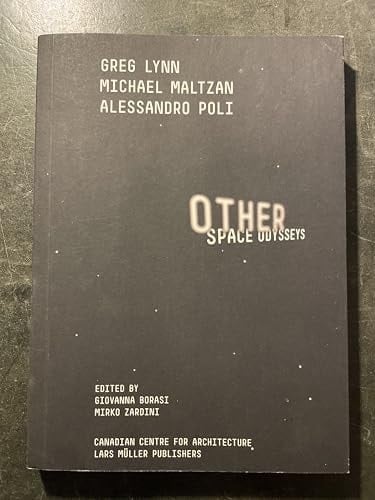 GREG LYNN
MICHAEL MALTZAN
ALESSANDRO POLI
OTHER
SPACE ODYSSEYS
EDITED BY
GIOVANNA BORASI
MIRKO ZARDINI
CANADIAN CENTRE FOR ARCHITECTURE
LARS MÜLLER PUBLISHERS